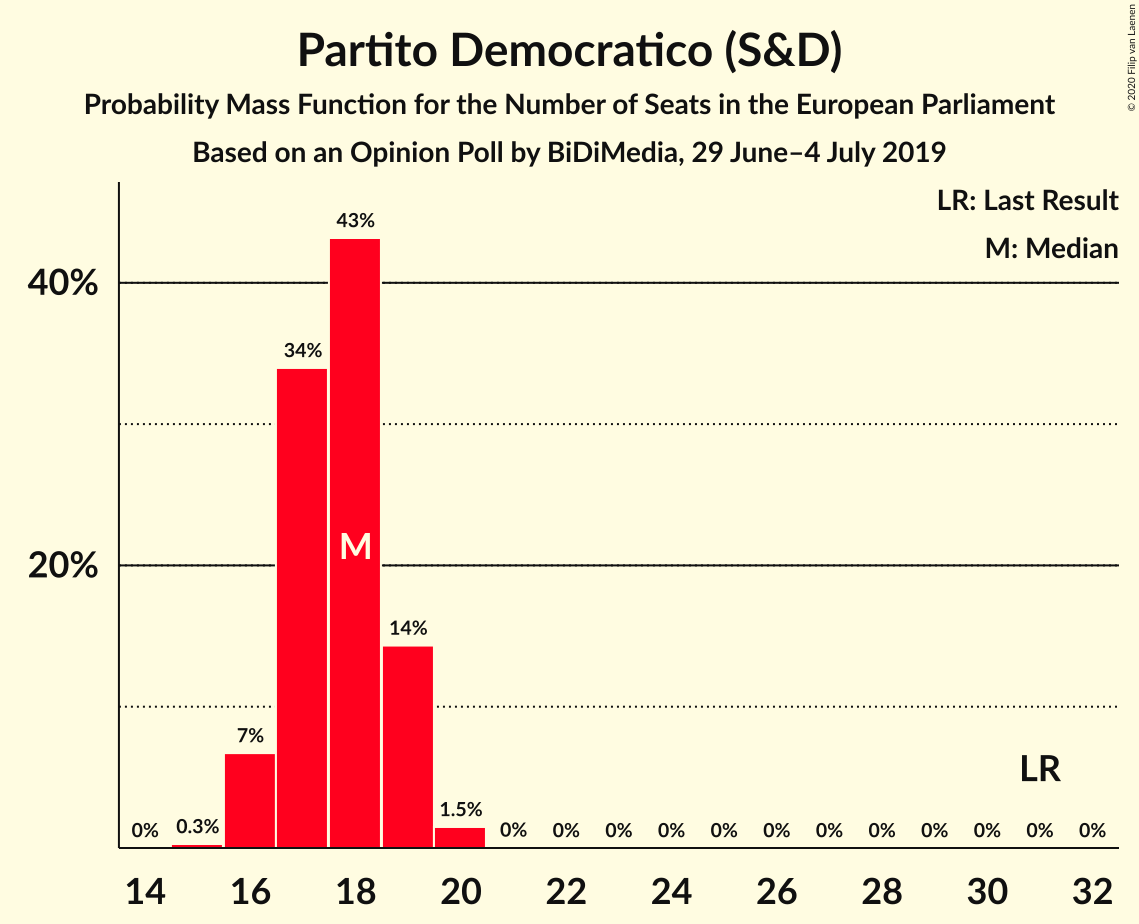 Partito Democratico (S&D)
Probability Mass Function for the Number of Seats in the European Parliament
Based on an Opinion Poll by BiDiMedia, 29 June–4 July 2019
© 2020 Filip van Laenen
LR: Last Result
M: Median
43%
40%
34%
M
20%
14%
7%
LR
0% 0.3% 1.5% 0% 0% 0% 0% 0% 0% 0% 0% 0% 0% 0% 0%
14 16 18 20 22 24 26 28 30 32